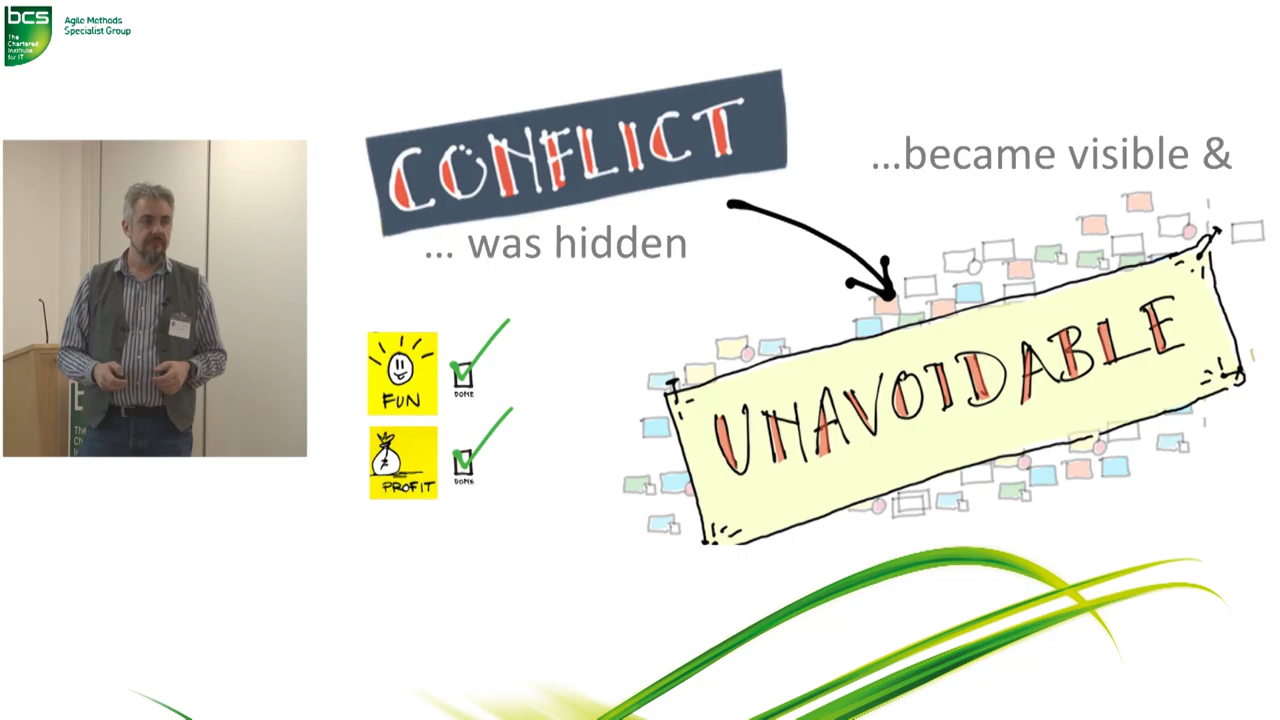 bcs
The
Chartered
Institute
for IT
Agile Methods
Specialist Group
CONFLICT
… was hidden
…became visible &
UNAVOIDABLE
FUN
DONE
PROFIT
DONE